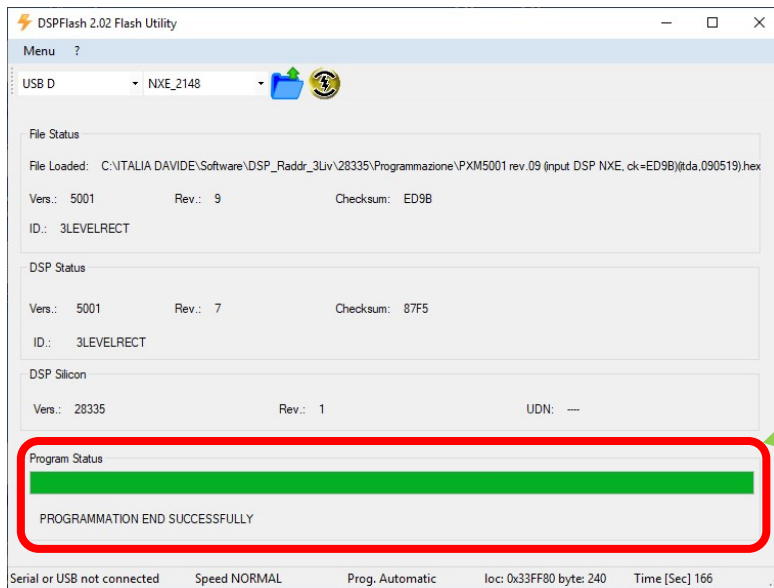 DSPFlash 2.02 Flash Utility
Menu ?
USB D NXE_2148
File Status
File Loaded: C:\ITALIA DAVIDE\Software\DSP_Raddr_3Liv\28335\Programmazione\PXM5001 rev.09 (input DSP NXE, ck=ED9B)(itda,090519).hex
Vers.: 5001 Rev.: 9 Checksum: ED9B
ID.: 3LEVELRECT
DSP Status
Vers.: 5001 Rev.: 7 Checksum: 87F5
ID.: 3LEVELRECT
DSP Silicon
Vers.: 28335 Rev.: 1 UDN: ---
Program Status
PROGRAMMATION END SUCCESSFULLY
Serial or USB not connected Speed NORMAL Prog. Automatic loc: 0x33FF80 byte: 240 Time [Sec] 166